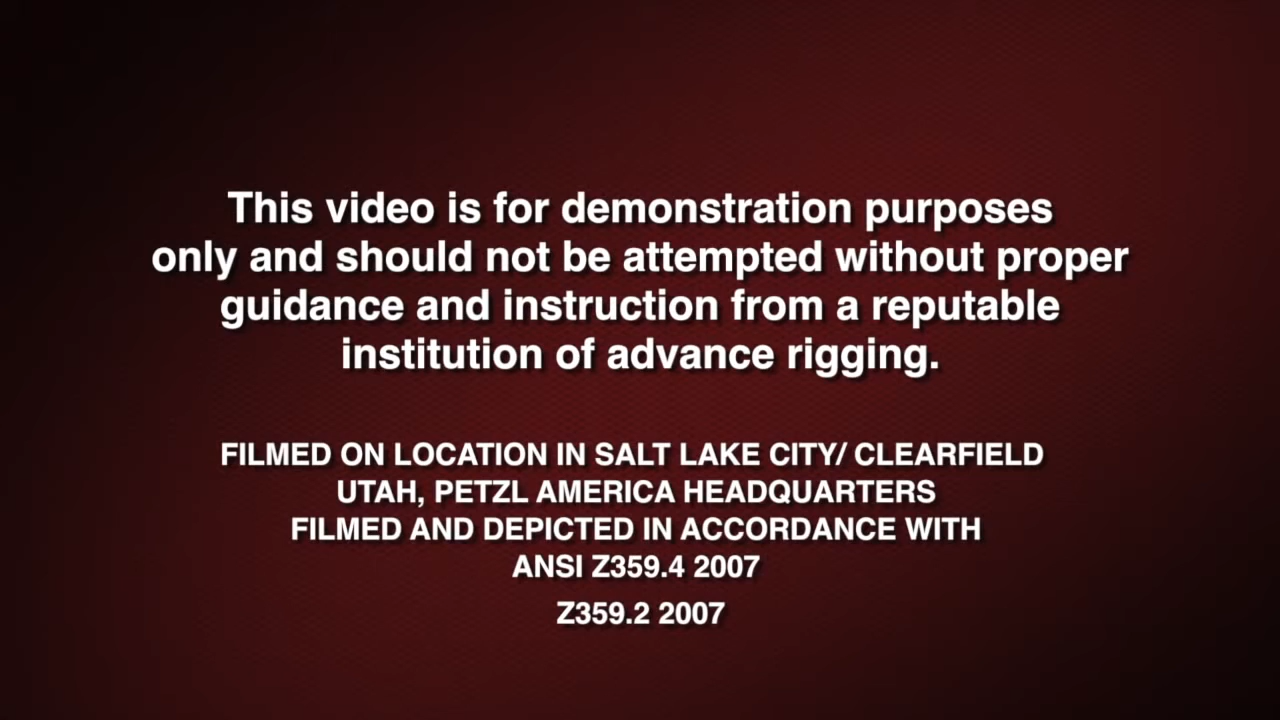 This video is for demonstration purposes
only and should not be attempted without proper
guidance and instruction from a reputable
institution of advance rigging.
FILMED ON LOCATION IN SALT LAKE CITY/ CLEARFIELD
UTAH, PETZL AMERICA HEADQUARTERS
FILMED AND DEPICTED IN ACCORDANCE WITH
ANSI Z359.4 2007
Z359.2 2007